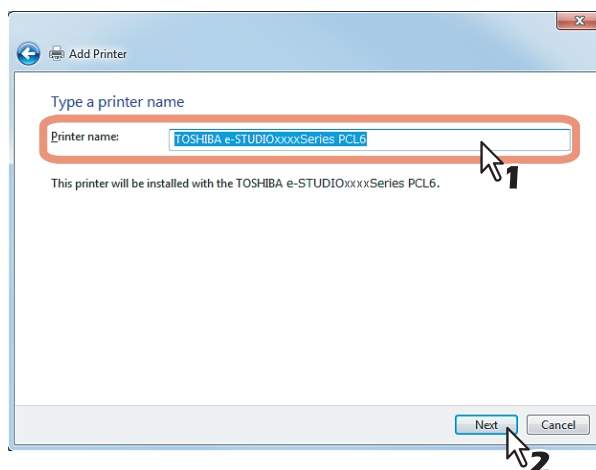 Add Printer
Type a printer name
Printer name: TOSHIBA e-STUDIOxxxxSeries PCL6
1
This printer will be installed with the TOSHIBA e-STUDIOxxxxSeries PCL6.
Next Cancel
2